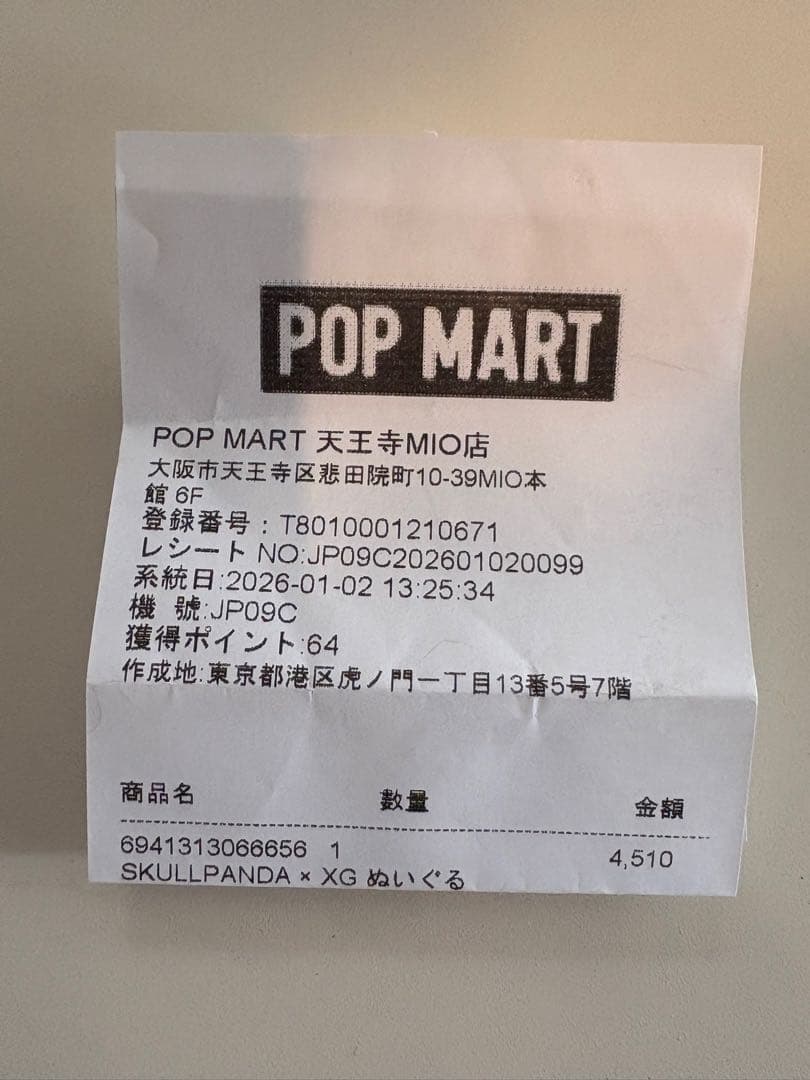 POP MART
POP MART 天王寺MIO店
大阪市天王寺区悲田院町10-39MIO本
館 6F
登録番号：T8010001210671
レシート NO:JP09C202601020099
系統日:2026-01-02 13:25:34
機 號:JP09C
獲得ポイント:64
作成地:東京都港区虎ノ門一丁目13番5号7階
商品名 数量 金額
6941313066656 1 4,510
SKULLPANDA × XG ぬいぐる